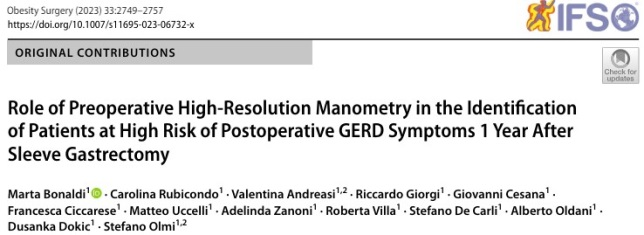 Obesity Surgery (2023) 33:2749–2757
https://doi.org/10.1007/s11695-023-06732-x
IFSO
ORIGINAL CONTRIBUTIONS
Check for
updates
Role of Preoperative High-Resolution Manometry in the Identification
of Patients at High Risk of Postoperative GERD Symptoms 1 Year After
Sleeve Gastrectomy
Marta Bonaldi¹ iD · Carolina Rubicondo¹ · Valentina Andreasi¹,² · Riccardo Giorgi¹ · Giovanni Cesana¹ ·
Francesca Ciccarese¹ · Matteo Uccelli¹ · Adelinda Zanoni¹ · Roberta Villa¹ · Stefano De Carli¹ · Alberto Oldani¹ ·
Dusanka Dokic¹ · Stefano Olmi¹,²